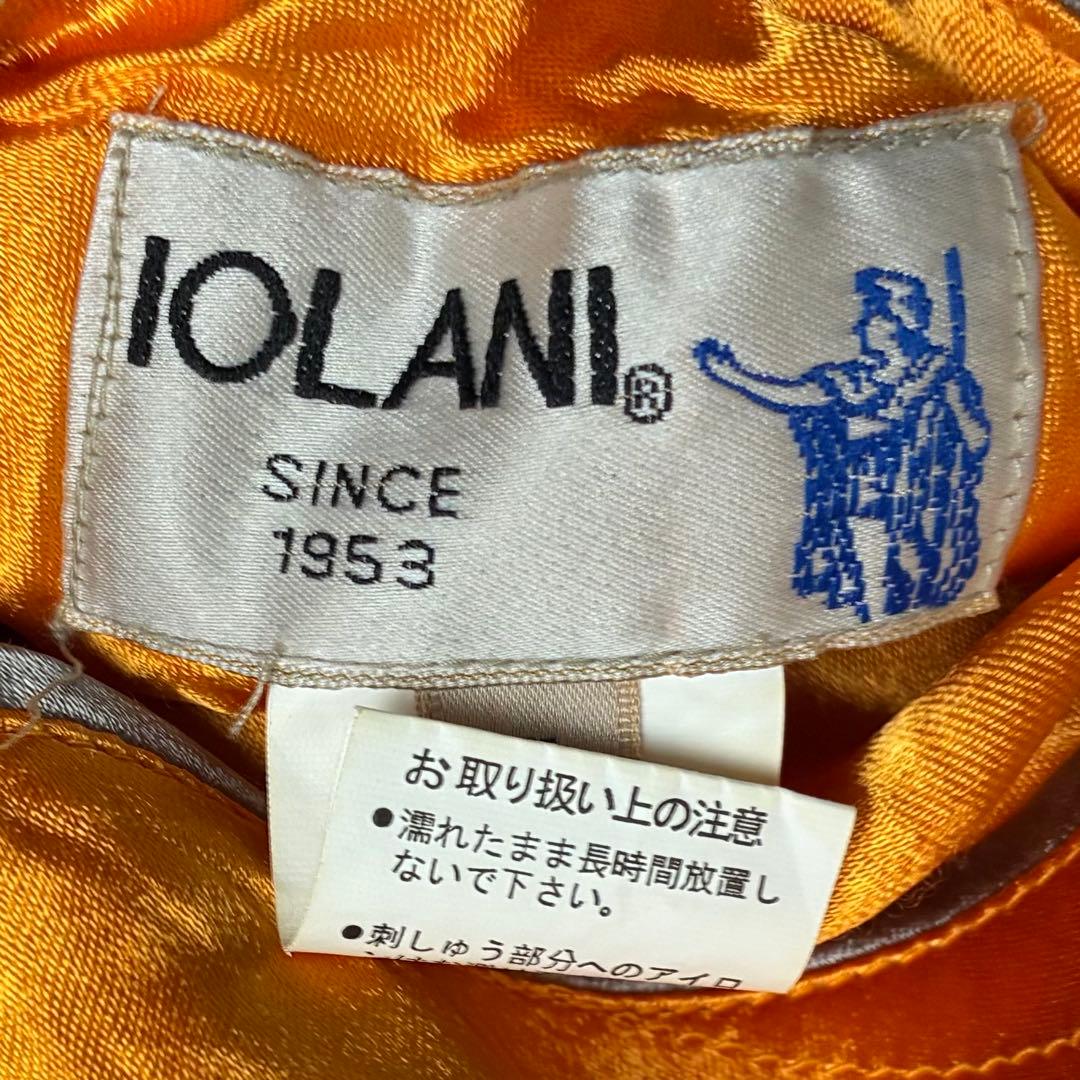 IOLANI®
SINCE
1953
お取り扱い上の注意
●濡れたまま長時間放置し
ないで下さい。
●刺しゅう部分へのアイロ